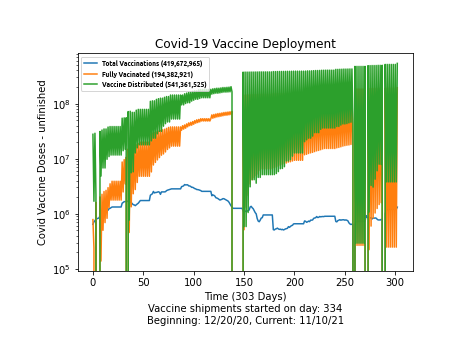 Covid-19 Vaccine Deployment
Total Vaccinations (419,672,965)
Fully Vacinated (194,382,921)
Vaccine Distributed (541,361,525)
Covid Vaccine Doses - unfinished
10⁸
10⁷
10⁶
10⁵
0 50 100 150 200 250 300
Time (303 Days)
Vaccine shipments started on day: 334
Beginning: 12/20/20, Current: 11/10/21